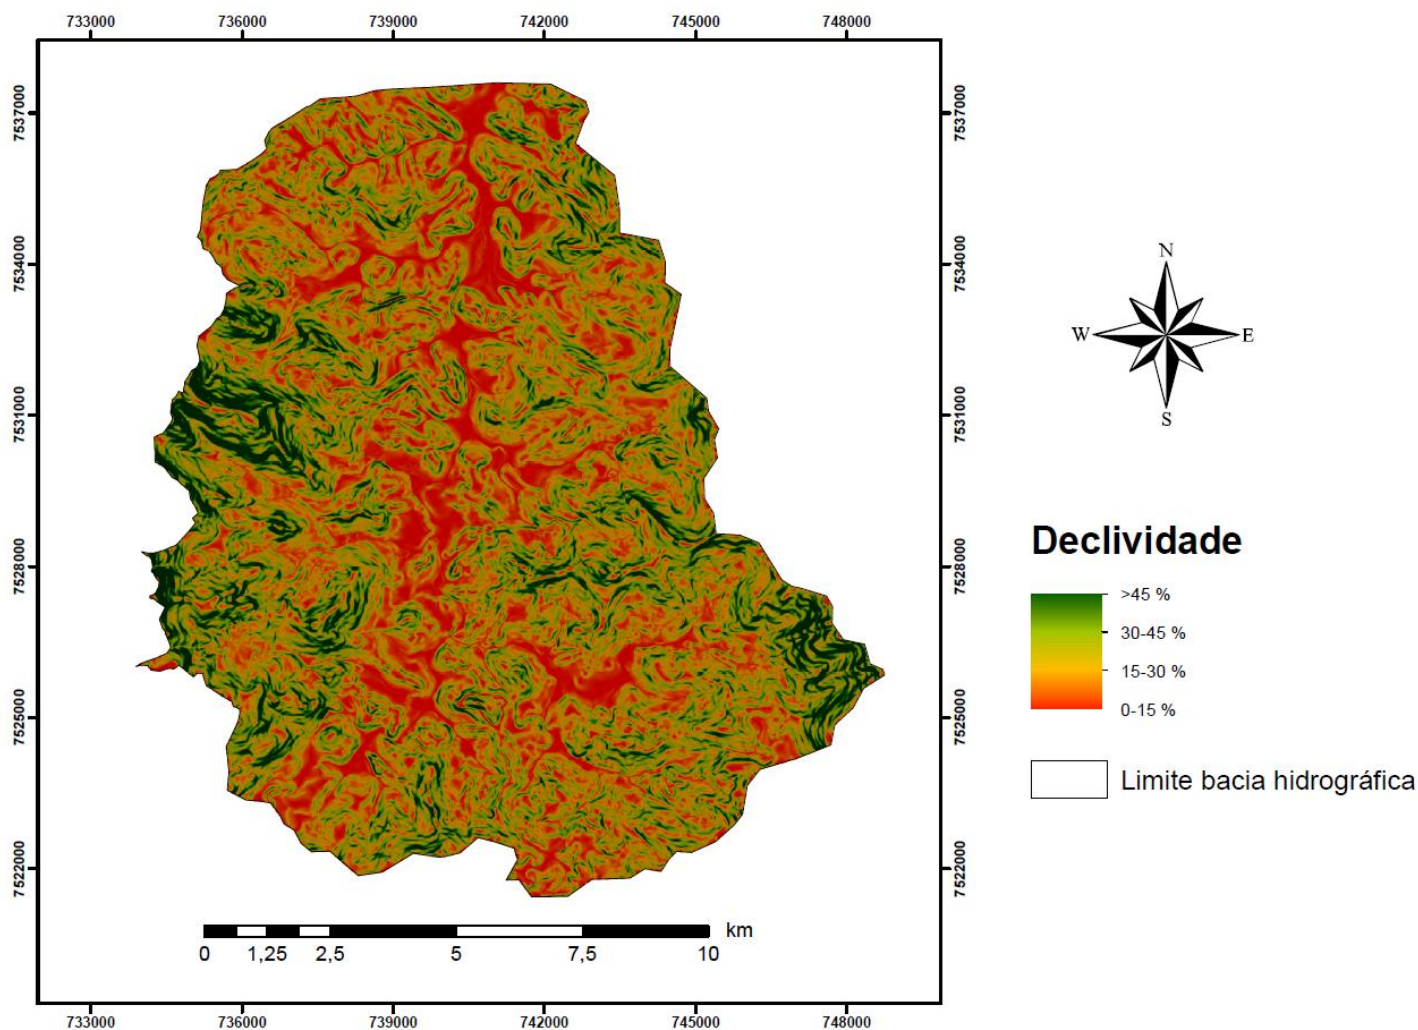 733000 736000 739000 742000 745000 748000
7537000 7537000
7534000 7534000
7531000 7531000
7528000 7528000
7525000 7525000
7522000 7522000
N
W E
S
Declividade
>45 %
30-45 %
15-30 %
0-15 %
Limite bacia hidrográfica
km
0 1,25 2,5 5 7,5 10
733000 736000 739000 742000 745000 748000